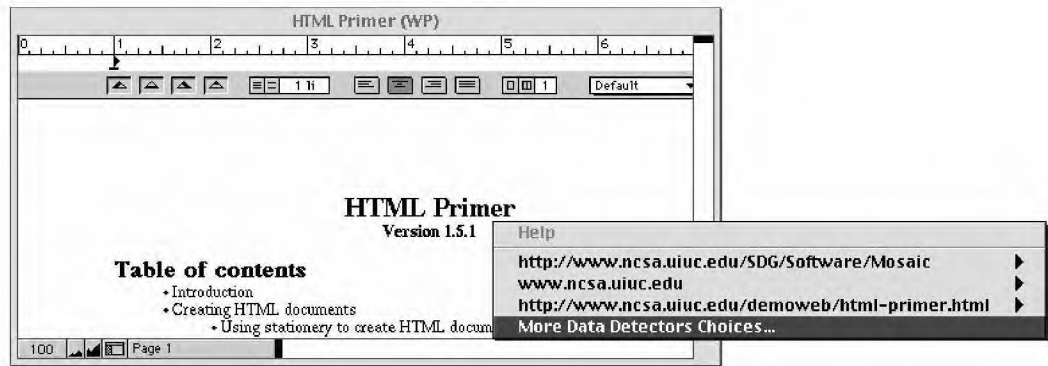 HTML Primer (WP)
0 1 2 3 4 5 6
1 li 1 Default
HTML Primer
Version 1.5.1
Table of contents
• Introduction
• Creating HTML documents
• Using stationery to create HTML docum
Help
http://www.ncsa.uiuc.edu/SDG/Software/Mosaic
www.ncsa.uiuc.edu
http://www.ncsa.uiuc.edu/demoweb/html-primer.html
More Data Detectors Choices...
100 Page 1